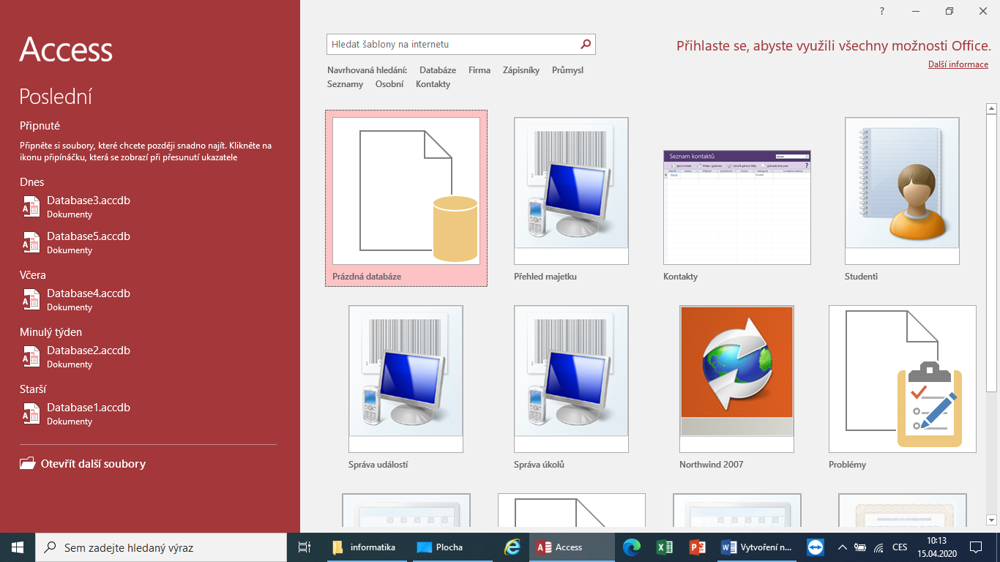 Access
Poslední
Připnuté
Připněte si soubory, které chcete později snadno najít. Klikněte na
ikonu připínáčku, která se zobrazí při přesunutí ukazatele
Dnes
Database3.accdb
Dokumenty
Database5.accdb
Dokumenty
Včera
Database4.accdb
Dokumenty
Minulý týden
Database2.accdb
Dokumenty
Starší
Database1.accdb
Dokumenty
Otevřít další soubory
?
Hledat šablony na internetu
Přihlaste se, abyste využili všechny možnosti Office.
Další informace
Navrhovaná hledání: Databáze Firma Zápisníky Průmysl
Seznamy Osobní Kontakty
Seznam kontaktů
Prázdná databáze
Přehled majetku
Kontakty
Studenti
Správa událostí
Správa úkolů
Northwind 2007
Problémy
Sem zadejte hledaný výraz
informatika
Plocha
Access
Vytvoření n...
CES
10:13
15.04.2020